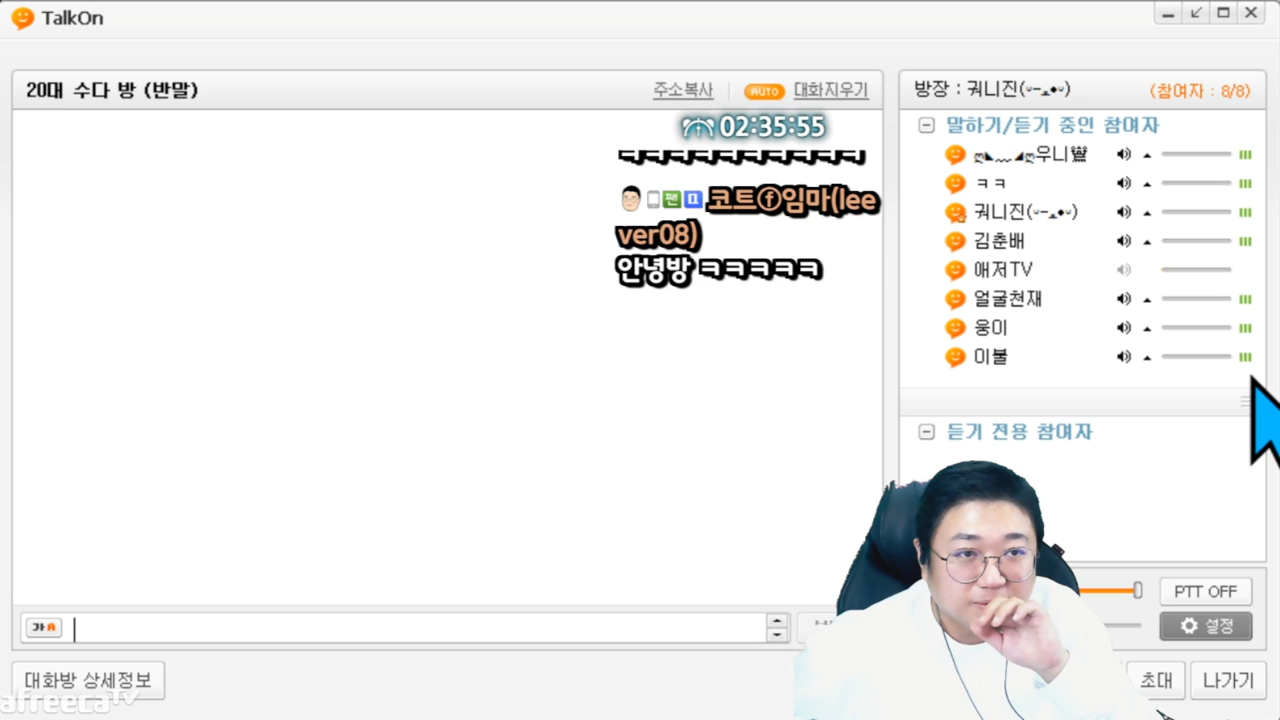 TalkOn
20대 수다 방 (반말)
주소복사
AUTO
대화지우기
02:35:55
ㅋㅋㅋㅋㅋㅋㅋㅋㅋㅋ
팬
코트ⓕ임마(lee
ver08)
안녕방 ㅋㅋㅋㅋㅋ
방장 : 궈니진(ᵕ−ﻌ•ᵕ)
(참여자 : 8/8)
말하기/듣기 중인 참여자
우니
ㅋㅋ
궈니진(ᵕ−ﻌ•ᵕ)
김춘배
애저TV
얼굴천재
웅이
이불
듣기 전용 참여자
PTT OFF
설정
가A
대화방 상세정보
초대
나가기
afreecaTV